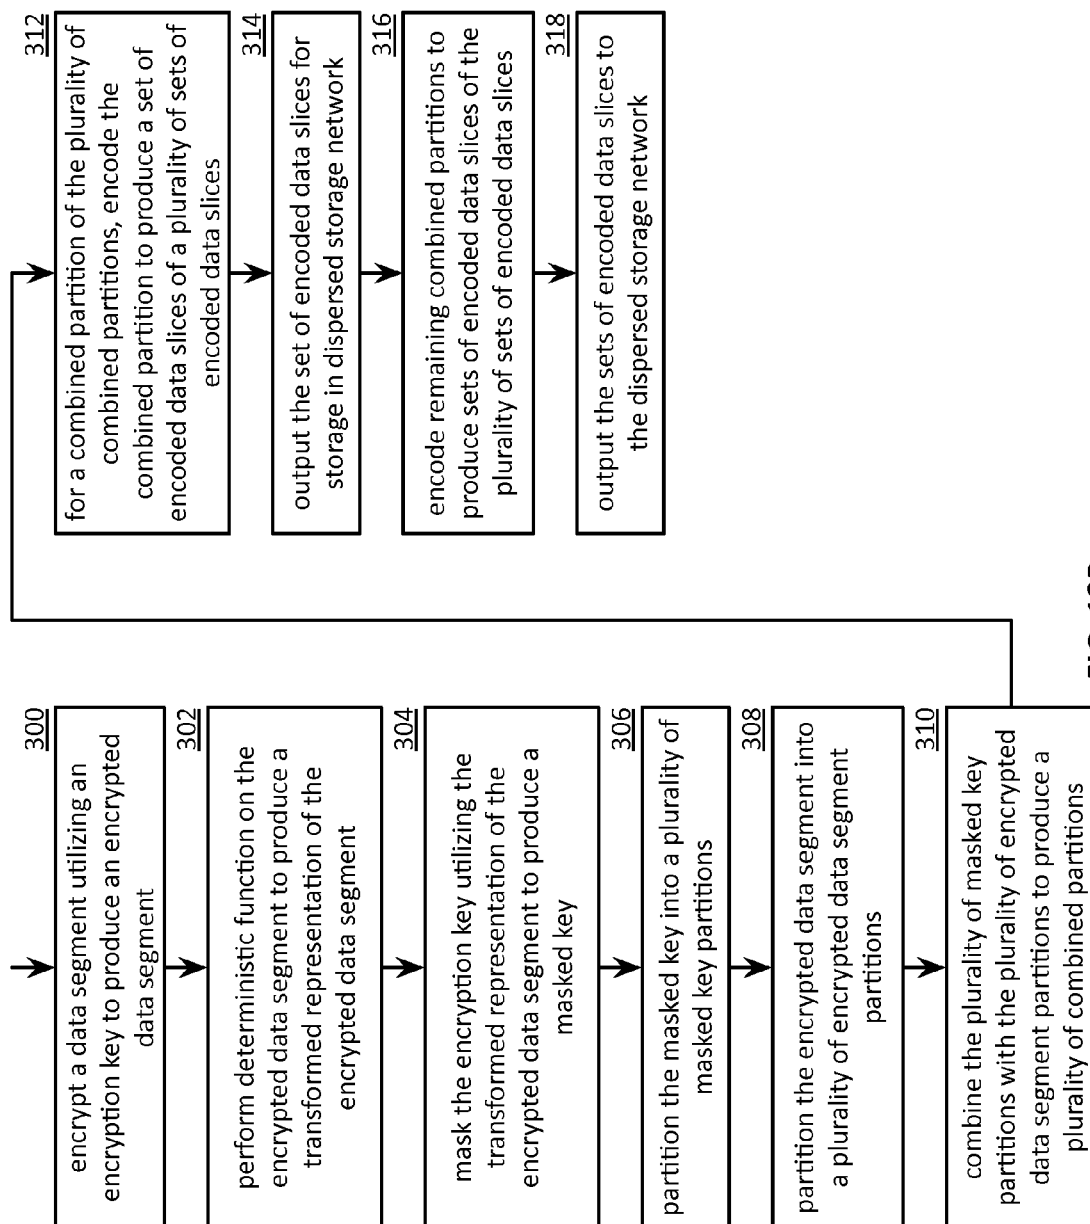 300
encrypt a data segment utilizing an
encryption key to produce an encrypted
data segment
302
perform deterministic function on the
encrypted data segment to produce a
transformed representation of the
encrypted data segment
304
mask the encryption key utilizing the
transformed representation of the
encrypted data segment to produce a
masked key
306
partition the masked key into a plurality of
masked key partitions
308
partition the encrypted data segment into
a plurality of encrypted data segment
partitions
310
combine the plurality of masked key
partitions with the plurality of encrypted
data segment partitions to produce a
plurality of combined partitions
312
for a combined partition of the plurality of
combined partitions, encode the
combined partition to produce a set of
encoded data slices of a plurality of sets of
encoded data slices
314
output the set of encoded data slices for
storage in dispersed storage network
316
encode remaining combined partitions to
produce sets of encoded data slices of the
plurality of sets of encoded data slices
318
output the sets of encoded data slices to
the dispersed storage network